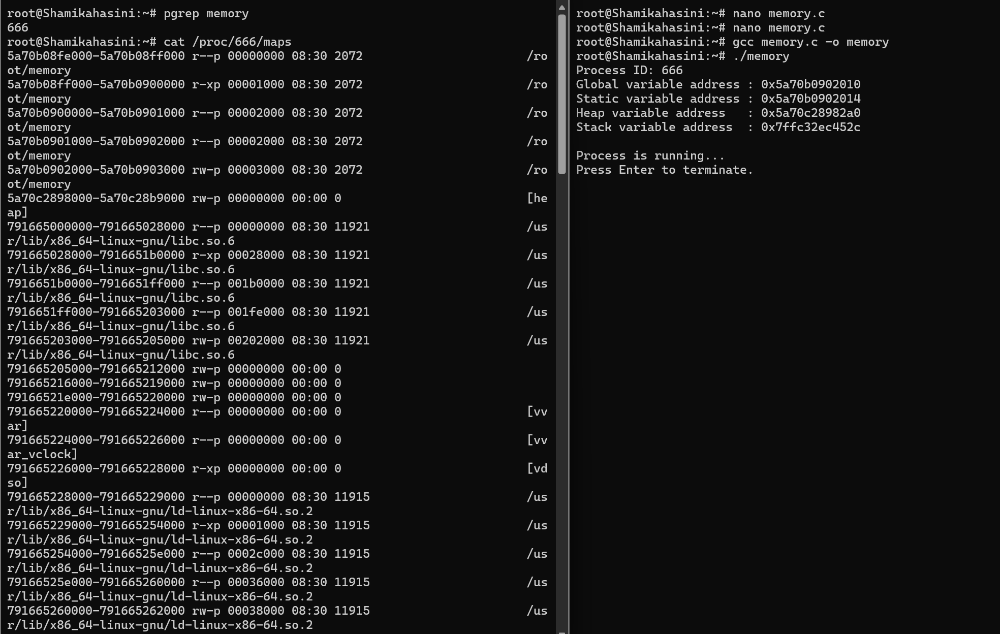 root@Shamikahasini:~# pgrep memory
666
root@Shamikahasini:~# cat /proc/666/maps
5a70b08fe000-5a70b08ff000 r--p 00000000 08:30 2072                       /ro
ot/memory
5a70b08ff000-5a70b0900000 r-xp 00001000 08:30 2072                       /ro
ot/memory
5a70b0900000-5a70b0901000 r--p 00002000 08:30 2072                       /ro
ot/memory
5a70b0901000-5a70b0902000 r--p 00002000 08:30 2072                       /ro
ot/memory
5a70b0902000-5a70b0903000 rw-p 00003000 08:30 2072                       /ro
ot/memory
5a70c2898000-5a70c28b9000 rw-p 00000000 00:00 0                          [he
ap]
791665000000-791665028000 r--p 00000000 08:30 11921                      /us
r/lib/x86_64-linux-gnu/libc.so.6
791665028000-7916651b0000 r-xp 00028000 08:30 11921                      /us
r/lib/x86_64-linux-gnu/libc.so.6
7916651b0000-7916651ff000 r--p 001b0000 08:30 11921                      /us
r/lib/x86_64-linux-gnu/libc.so.6
7916651ff000-791665203000 r--p 001fe000 08:30 11921                      /us
r/lib/x86_64-linux-gnu/libc.so.6
791665203000-791665205000 rw-p 00202000 08:30 11921                      /us
r/lib/x86_64-linux-gnu/libc.so.6
791665205000-791665212000 rw-p 00000000 00:00 0
791665216000-791665219000 rw-p 00000000 00:00 0
79166521e000-791665220000 rw-p 00000000 00:00 0
791665220000-791665224000 r--p 00000000 00:00 0                          [vv
ar]
791665224000-791665226000 r--p 00000000 00:00 0                          [vv
ar_vclock]
791665226000-791665228000 r-xp 00000000 00:00 0                          [vd
so]
791665228000-791665229000 r--p 00000000 08:30 11915                      /us
r/lib/x86_64-linux-gnu/ld-linux-x86-64.so.2
791665229000-791665254000 r-xp 00001000 08:30 11915                      /us
r/lib/x86_64-linux-gnu/ld-linux-x86-64.so.2
791665254000-79166525e000 r--p 0002c000 08:30 11915                      /us
r/lib/x86_64-linux-gnu/ld-linux-x86-64.so.2
79166525e000-791665260000 r--p 00036000 08:30 11915                      /us
r/lib/x86_64-linux-gnu/ld-linux-x86-64.so.2
791665260000-791665262000 rw-p 00038000 08:30 11915                      /us
r/lib/x86_64-linux-gnu/ld-linux-x86-64.so.2
root@Shamikahasini:~# nano memory.c
root@Shamikahasini:~# nano memory.c
root@Shamikahasini:~# gcc memory.c -o memory
root@Shamikahasini:~# ./memory
Process ID: 666
Global variable address : 0x5a70b0902010
Static variable address : 0x5a70b0902014
Heap variable address   : 0x5a70c28982a0
Stack variable address  : 0x7ffc32ec452c
Process is running...
Press Enter to terminate.